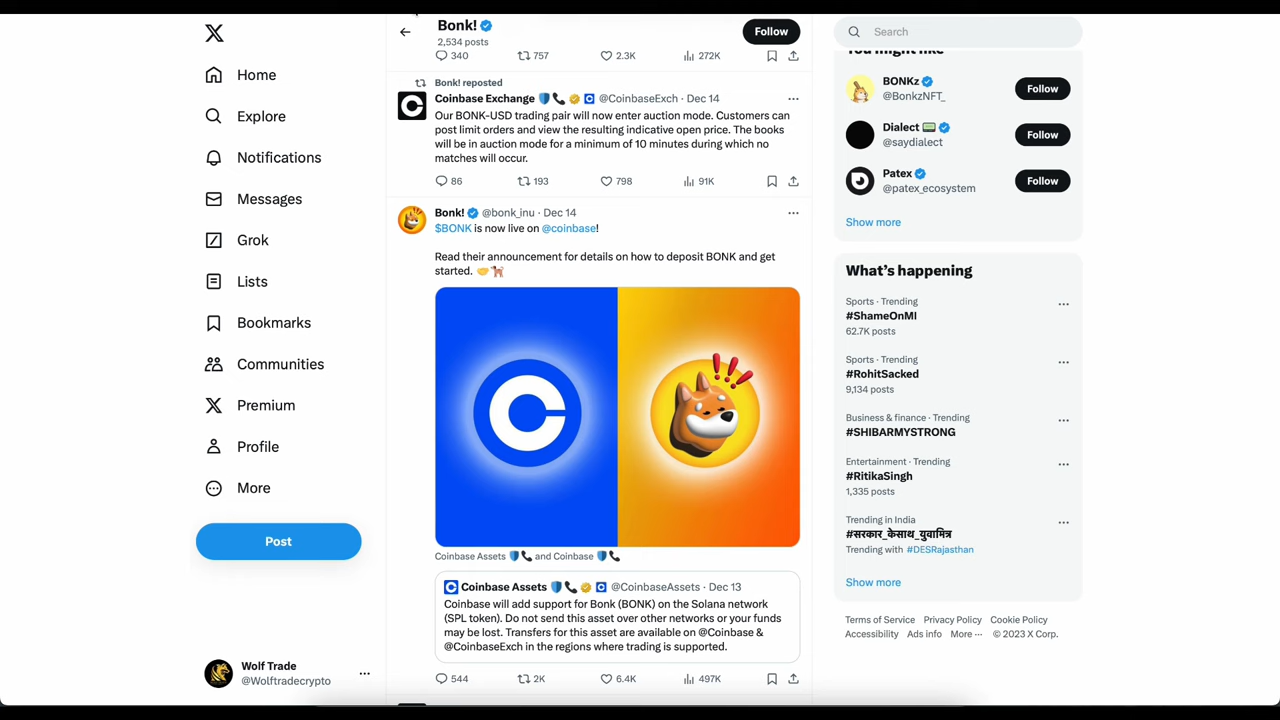 Home
Explore
Notifications
Messages
Grok
Lists
Bookmarks
Communities
Premium
Profile
More
Post
Wolf Trade
@Wolftradecrypto
Bonk!
2,534 posts
Follow
340 757 2.3K 272K
Bonk! reposted
Coinbase Exchange @CoinbaseExch · Dec 14
Our BONK-USD trading pair will now enter auction mode. Customers can
post limit orders and view the resulting indicative open price. The books
will be in auction mode for a minimum of 10 minutes during which no
matches will occur.
86 193 798 91K
Bonk! @bonk_inu · Dec 14
$BONK is now live on @coinbase!
Read their announcement for details on how to deposit BONK and get
started.
Coinbase Assets and Coinbase
Coinbase Assets @CoinbaseAssets · Dec 13
Coinbase will add support for Bonk (BONK) on the Solana network
(SPL token). Do not send this asset over other networks or your funds
may be lost. Transfers for this asset are available on @Coinbase &
@CoinbaseExch in the regions where trading is supported.
544 2K 6.4K 497K
Search
You might like
BONKz
@BonkzNFT_
Follow
Dialect
@saydialect
Follow
Patex
@patex_ecosystem
Follow
Show more
What's happening
Sports · Trending
#ShameOnMI
62.7K posts
Sports · Trending
#RohitSacked
9,134 posts
Business & finance · Trending
#SHIBARMYSTRONG
Entertainment · Trending
#RitikaSingh
1,335 posts
Trending in India
#सरकार_केसाथ_युवामित्र
Trending with #DESRajasthan
Show more
Terms of Service Privacy Policy Cookie Policy
Accessibility Ads info More ··· © 2023 X Corp.